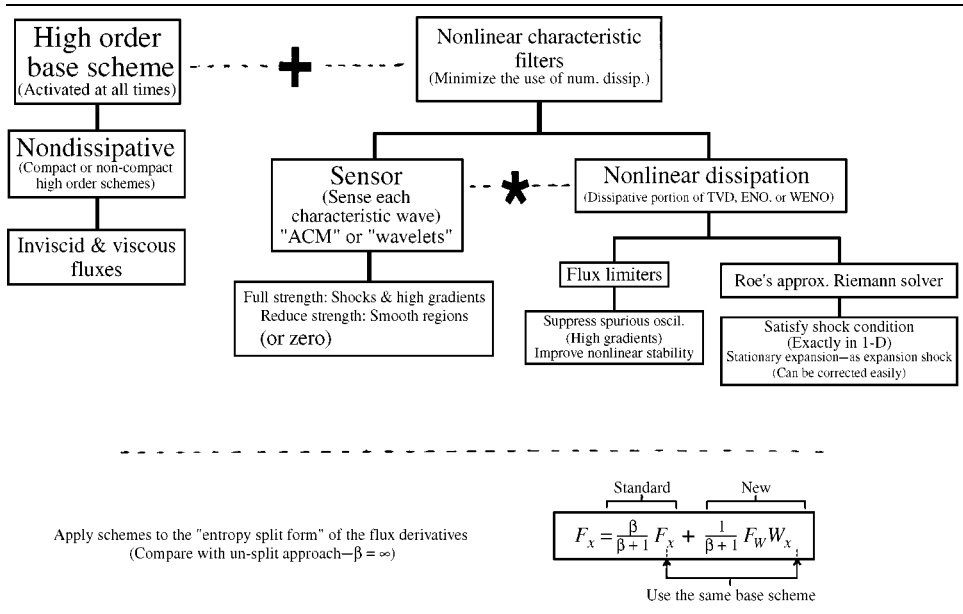 High order
base scheme
(Activated at all times)
+
Nonlinear characteristic
filters
(Minimize the use of num. dissip.)
Nondissipative
(Compact or non-compact
high order schemes)
Inviscid & viscous
fluxes
Sensor
(Sense each
characteristic wave)
"ACM" or "wavelets"
*
Nonlinear dissipation
(Dissipative portion of TVD, ENO. or WENO)
Full strength: Shocks & high gradients
Reduce strength: Smooth regions
(or zero)
Flux limiters
Suppress spurious oscil.
(High gradients)
Improve nonlinear stability
Roe's approx. Riemann solver
Satisfy shock condition
(Exactly in 1-D)
Stationary expansion—as expansion shock
(Can be corrected easily)
Apply schemes to the "entropy split form" of the flux derivatives
(Compare with un-split approach—β = ∞)
Standard New
F_x = β/(β + 1) F_x + 1/(β + 1) F_W W_x
Use the same base scheme